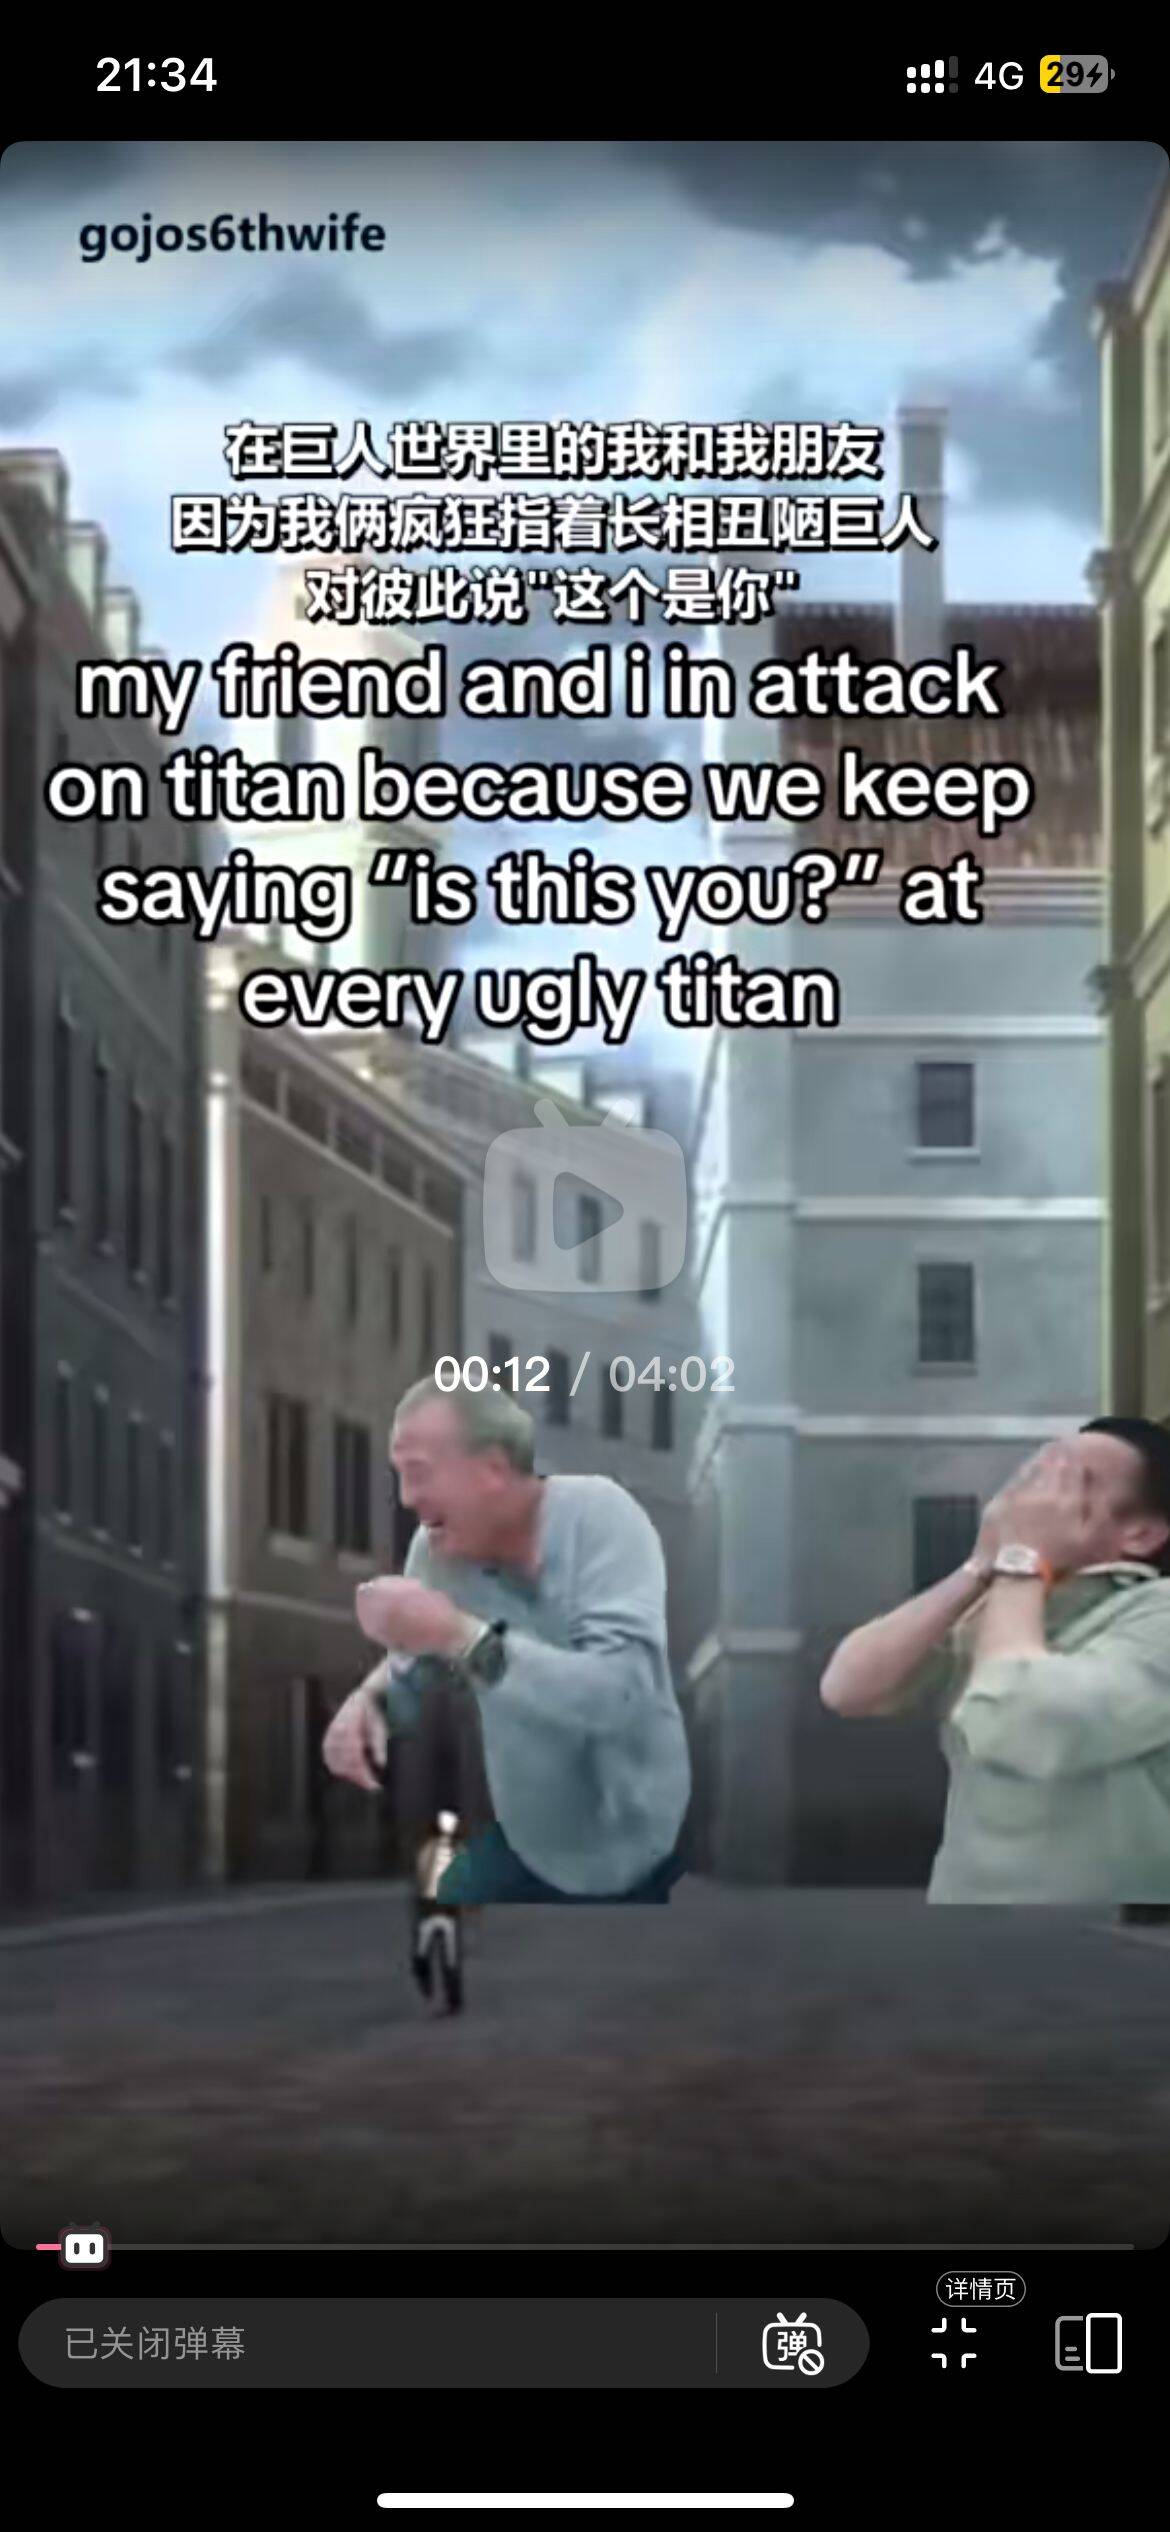 21:34
4G
29
gojos6thwife
在巨人世界里的我和我朋友
因为我俩疯狂指着长相丑陋巨人
对彼此说"这个是你"
my friend and i in attack
on titan because we keep
saying “is this you?” at
every ugly titan
00:12 / 04:02
详情页
已关闭弹幕
弹